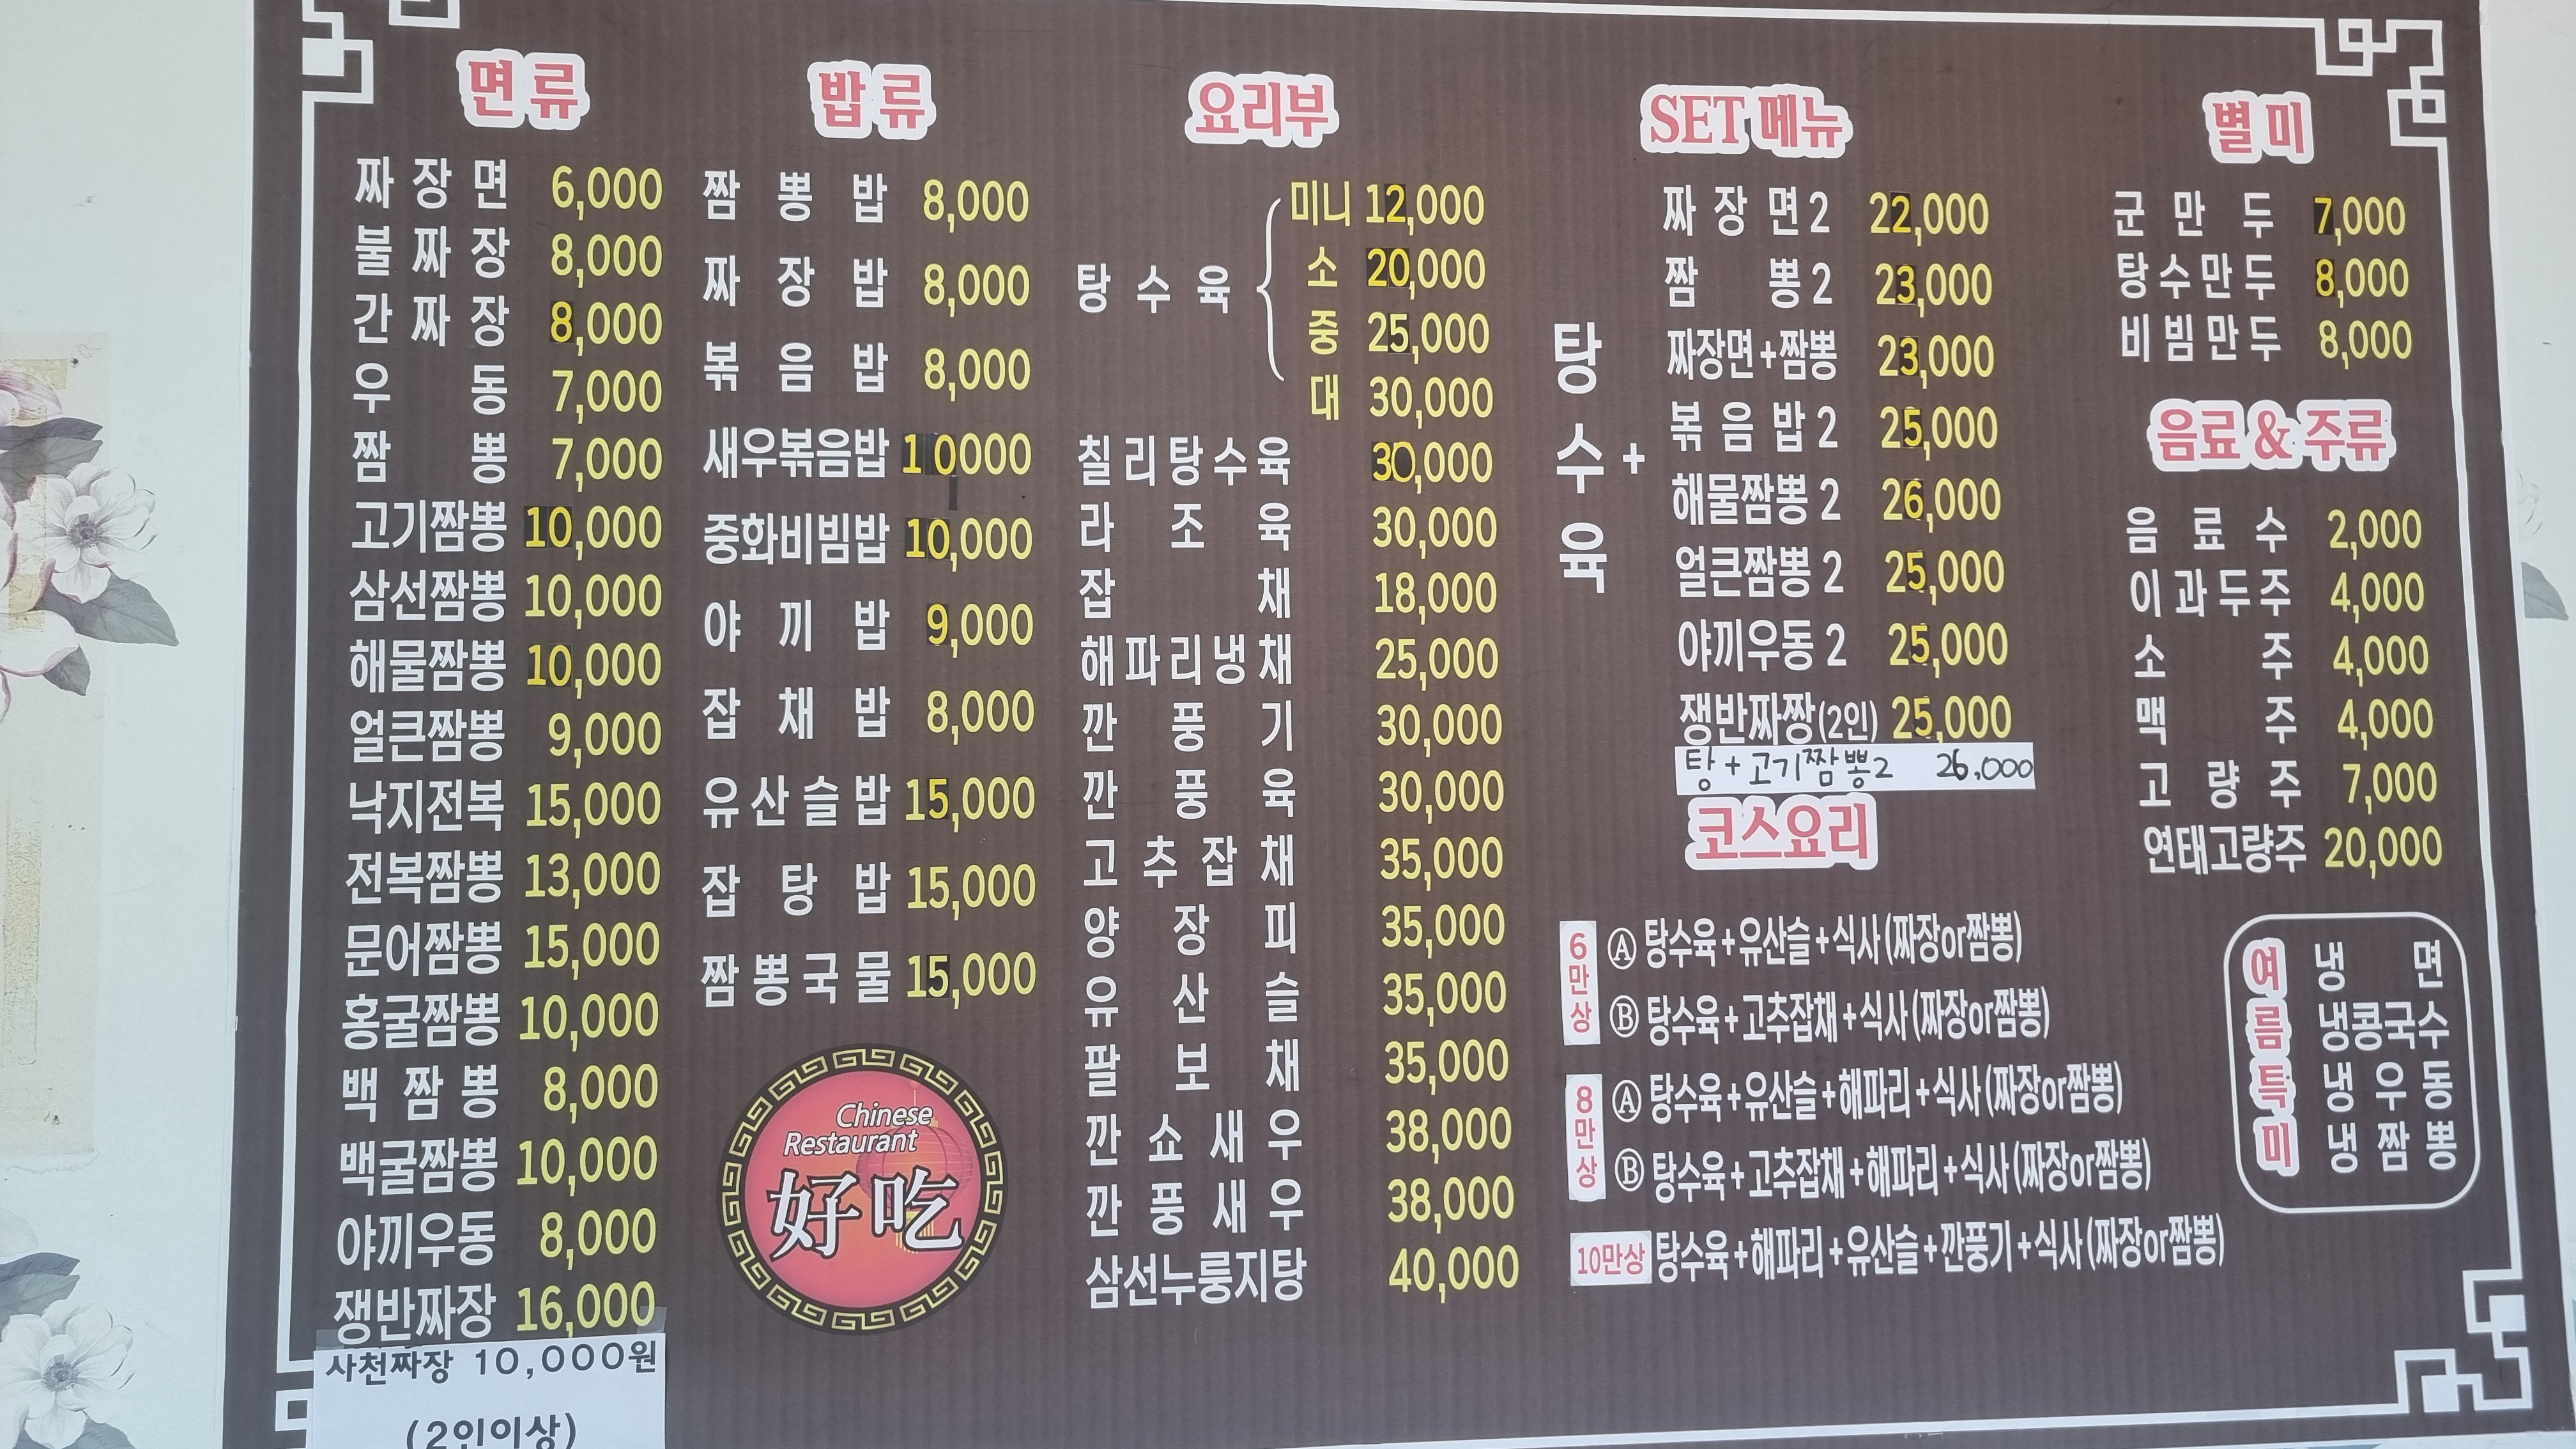 면류
짜장면 6,000
불짜장 8,000
간짜장 8,000
우동 7,000
짬뽕 7,000
고기짬뽕 10,000
삼선짬뽕 10,000
해물짬뽕 10,000
얼큰짬뽕 9,000
낙지전복 15,000
전복짬뽕 13,000
문어짬뽕 15,000
홍굴짬뽕 10,000
백짬뽕 8,000
백굴짬뽕 10,000
야끼우동 8,000
쟁반짜장 16,000
사천짜장 10,000원
(2인이상)
밥류
짬뽕밥 8,000
짜장밥 8,000
볶음밥 8,000
새우볶음밥 10000
중화비빔밥 10,000
야끼밥 9,000
잡채밥 8,000
유산슬밥 15,000
잡탕밥 15,000
짬뽕국물 15,000
Chinese
Restaurant
好吃
요리부
탕수육
미니 12,000
소 20,000
중 25,000
대 30,000
칠리탕수육 30,000
라조육 30,000
잡채 18,000
해파리냉채 25,000
깐풍기 30,000
깐풍육 30,000
고추잡채 35,000
양장피 35,000
유산슬 35,000
팔보채 35,000
깐쇼새우 38,000
깐풍새우 38,000
삼선누룽지탕 40,000
SET 메뉴
탕수육 +
짜장면2 22,000
짬뽕2 23,000
짜장면+짬뽕 23,000
볶음밥2 25,000
해물짬뽕2 26,000
얼큰짬뽕2 25,000
야끼우동2 25,000
쟁반짜짱(2인) 25,000
탕+고기짬뽕2 26,000
코스요리
6만상
Ⓐ 탕수육+유산슬+식사(짜장or짬뽕)
Ⓑ 탕수육+고추잡채+식사(짜장or짬뽕)
8만상
Ⓐ 탕수육+유산슬+해파리+식사(짜장or짬뽕)
Ⓑ 탕수육+고추잡채+해파리+식사(짜장or짬뽕)
10만상 탕수육+해파리+유산슬+깐풍기+식사(짜장or짬뽕)
별미
군만두 7,000
탕수만두 8,000
비빔만두 8,000
음료 & 주류
음료수 2,000
이과두주 4,000
소주 4,000
맥주 4,000
고량주 7,000
연태고량주 20,000
여름특미
냉면
냉콩국수
냉우동
냉짬뽕